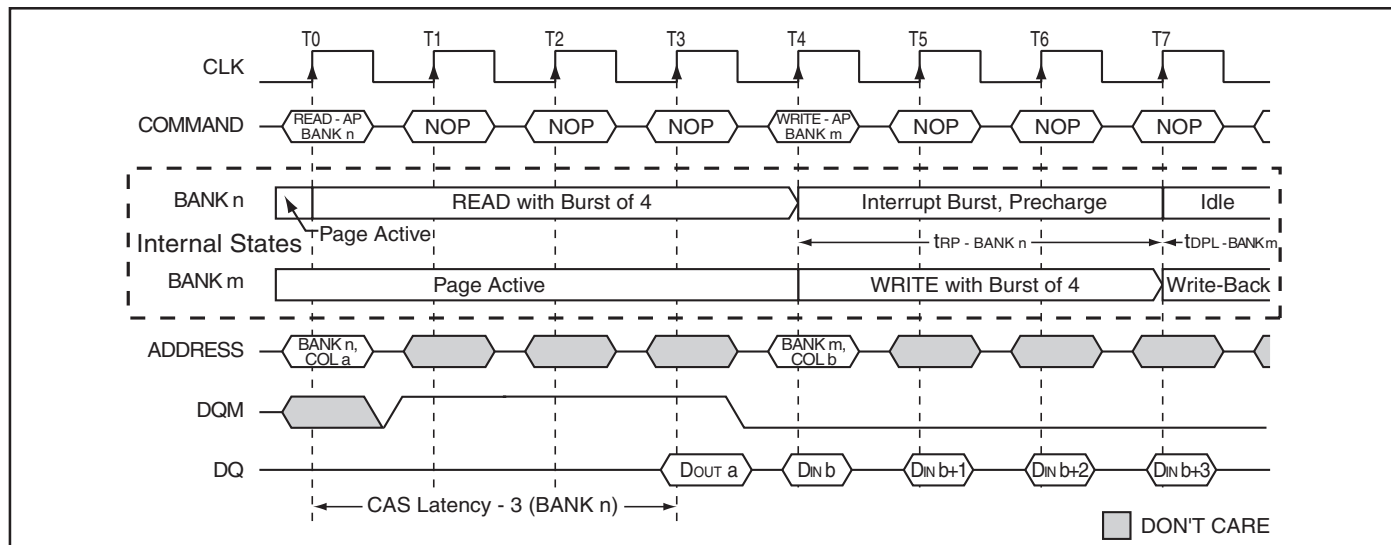 T0 T1 T2 T3 T4 T5 T6 T7
CLK
COMMAND READ - AP BANK n NOP NOP NOP WRITE - AP BANK m NOP NOP NOP
BANK n READ with Burst of 4 Interrupt Burst, Precharge Idle
Internal States Page Active tRP - BANK n tDPL - BANK m
BANK m Page Active WRITE with Burst of 4 Write-Back
ADDRESS BANK n, COL a BANK m, COL b
DQM
DQ DOUT a DIN b DIN b+1 DIN b+2 DIN b+3
CAS Latency - 3 (BANK n)
DON'T CARE